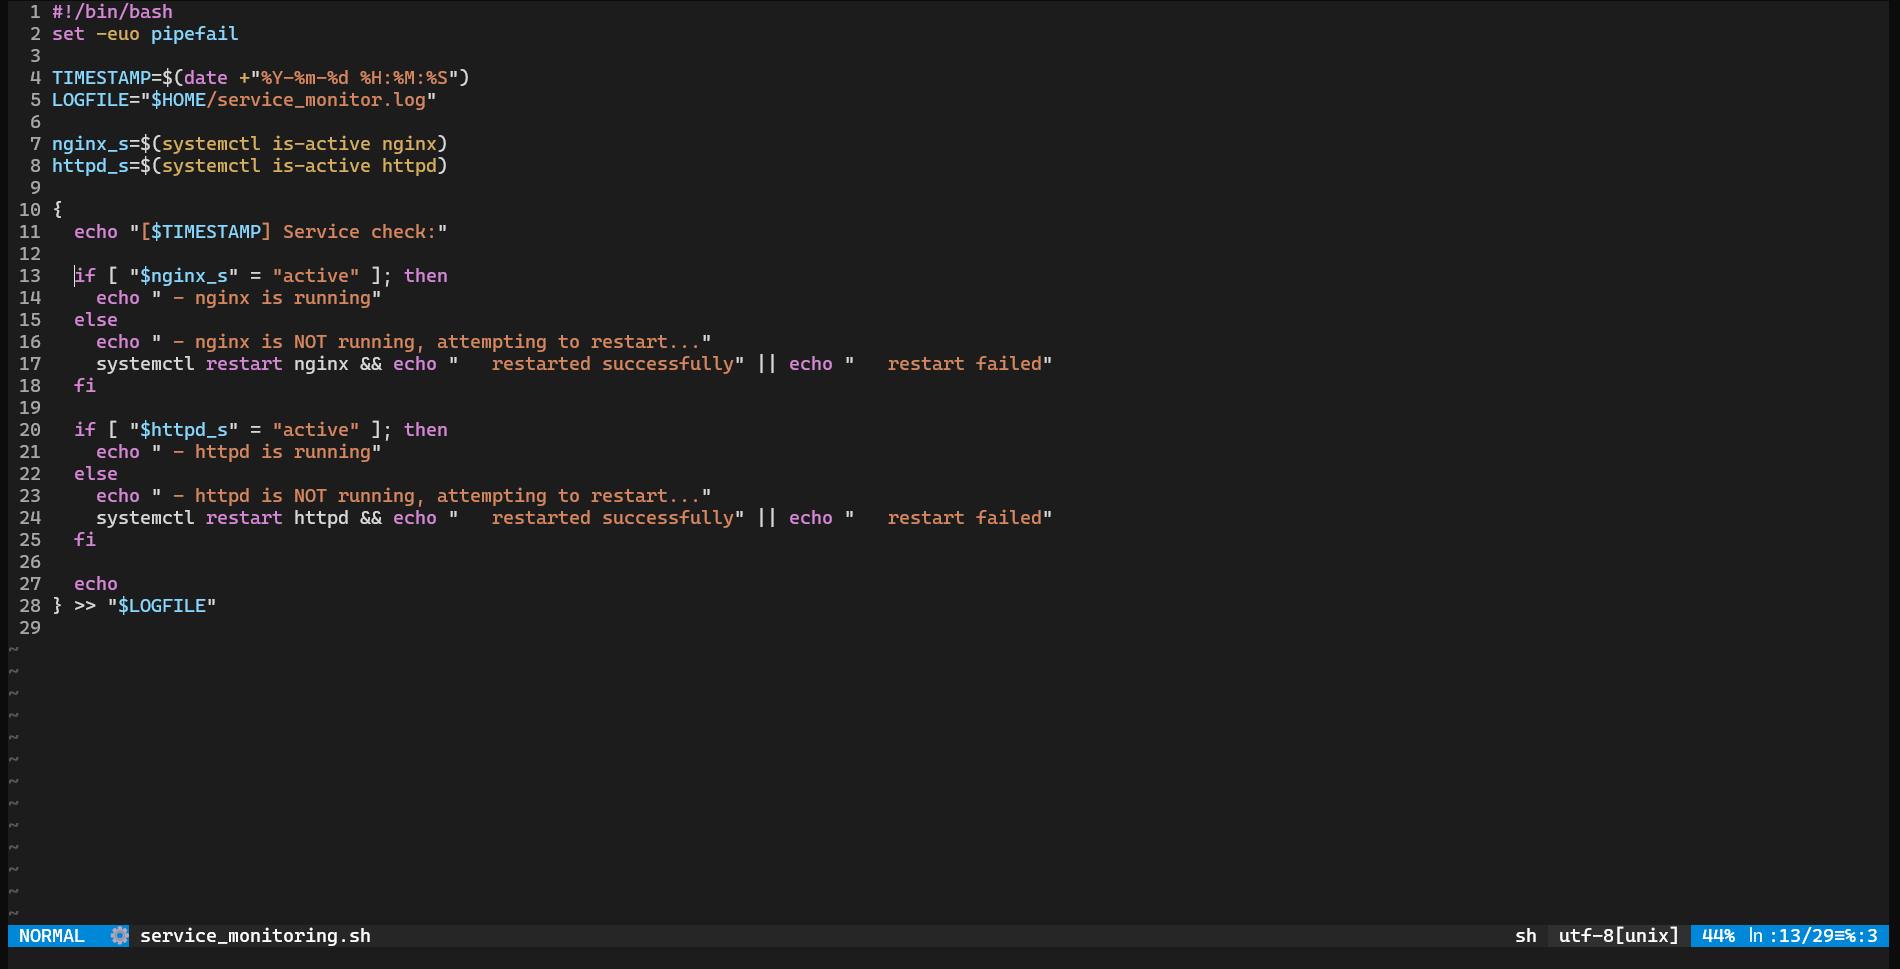 1 #!/bin/bash
2 set -euo pipefail
3
4 TIMESTAMP=$(date +"%Y-%m-%d %H:%M:%S")
5 LOGFILE="$HOME/service_monitor.log"
6
7 nginx_s=$(systemctl is-active nginx)
8 httpd_s=$(systemctl is-active httpd)
9
10 {
11   echo "[$TIMESTAMP] Service check:"
12
13   if [ "$nginx_s" = "active" ]; then
14     echo " - nginx is running"
15   else
16     echo " - nginx is NOT running, attempting to restart..."
17     systemctl restart nginx && echo "   restarted successfully" || echo "   restart failed"
18   fi
19
20   if [ "$httpd_s" = "active" ]; then
21     echo " - httpd is running"
22   else
23     echo " - httpd is NOT running, attempting to restart..."
24     systemctl restart httpd && echo "   restarted successfully" || echo "   restart failed"
25   fi
26
27   echo
28 } >> "$LOGFILE"
29
~
~
~
~
~
~
~
~
~
~
~
~
~
NORMAL service_monitoring.sh sh utf-8[unix] 44% ln :13/29≡%:3